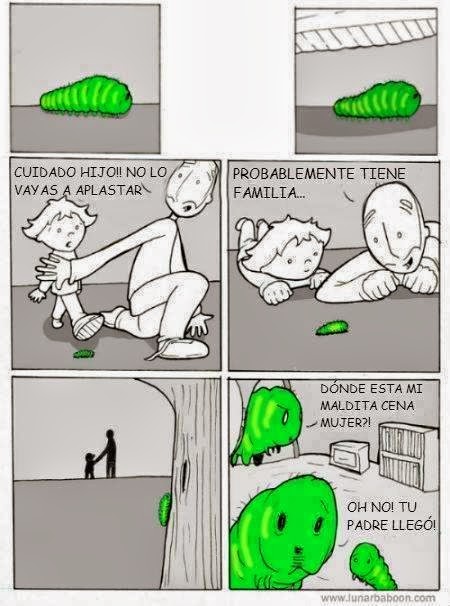 CUIDADO HIJO!! NO LO
VAYAS A APLASTAR
PROBABLEMENTE TIENE
FAMILIA...
DÓNDE ESTA MI
MALDITA CENA
MUJER?!
OH NO! TU
PADRE LLEGÓ!
www.lunarbaboon.com